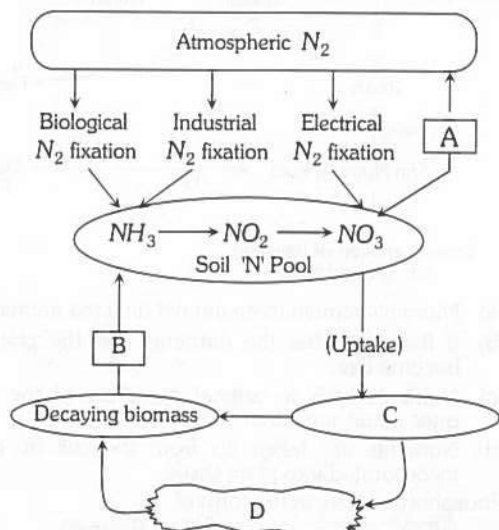 Atmospheric N₂
Biological N₂ fixation
Industrial N₂ fixation
Electrical N₂ fixation
A
NH₃ → NO₂ → NO₃
Soil 'N' Pool
B
(Uptake)
Decaying biomass
C
D